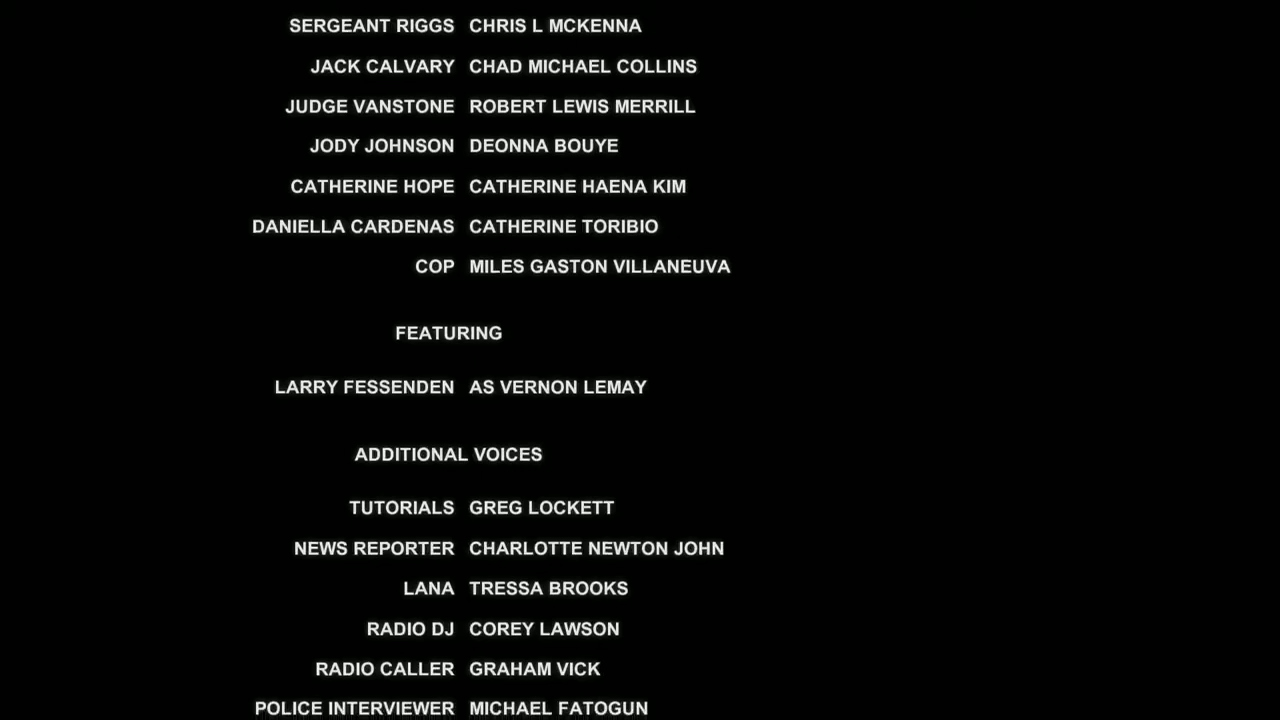 SERGEANT RIGGS CHRIS L MCKENNA
JACK CALVARY CHAD MICHAEL COLLINS
JUDGE VANSTONE ROBERT LEWIS MERRILL
JODY JOHNSON DEONNA BOUYE
CATHERINE HOPE CATHERINE HAENA KIM
DANIELLA CARDENAS CATHERINE TORIBIO
COP MILES GASTON VILLANEUVA
FEATURING
LARRY FESSENDEN AS VERNON LEMAY
ADDITIONAL VOICES
TUTORIALS GREG LOCKETT
NEWS REPORTER CHARLOTTE NEWTON JOHN
LANA TRESSA BROOKS
RADIO DJ COREY LAWSON
RADIO CALLER GRAHAM VICK
POLICE INTERVIEWER MICHAEL FATOGUN